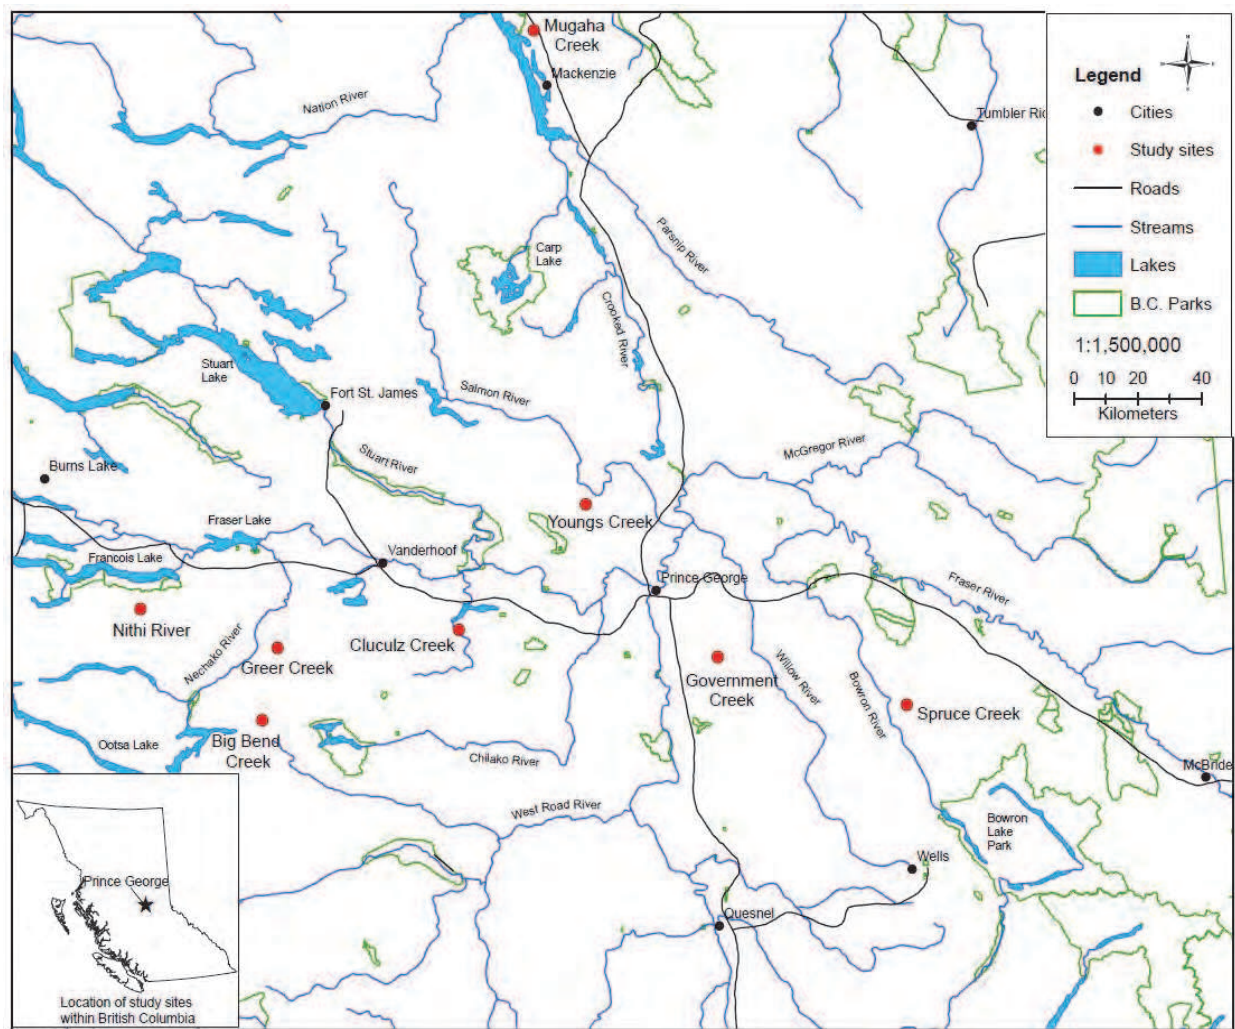 Mugaha
Creek
Mackenzie
Nation River
Tumbler Ric
Parsnip River
Carp
Lake
Crooked River
Stuart
Lake
Fort St. James
Salmon River
Stuart River
McGregor River
Burns Lake
Fraser Lake
Youngs Creek
Francois Lake
Vanderhoof
Prince George
Fraser River
Nithi River
Nechako River
Greer Creek
Cluculz Creek
Government
Creek
Willow River
Bowron River
Spruce Creek
Ootsa Lake
Big Bend
Creek
Chilako River
McBride
West Road River
Bowron
Lake
Park
Wells
Quesnel
Legend
Cities
Study sites
Roads
Streams
Lakes
B.C. Parks
1:1,500,000
0 10 20 40
Kilometers
Prince George
Location of study sites
within British Columbia